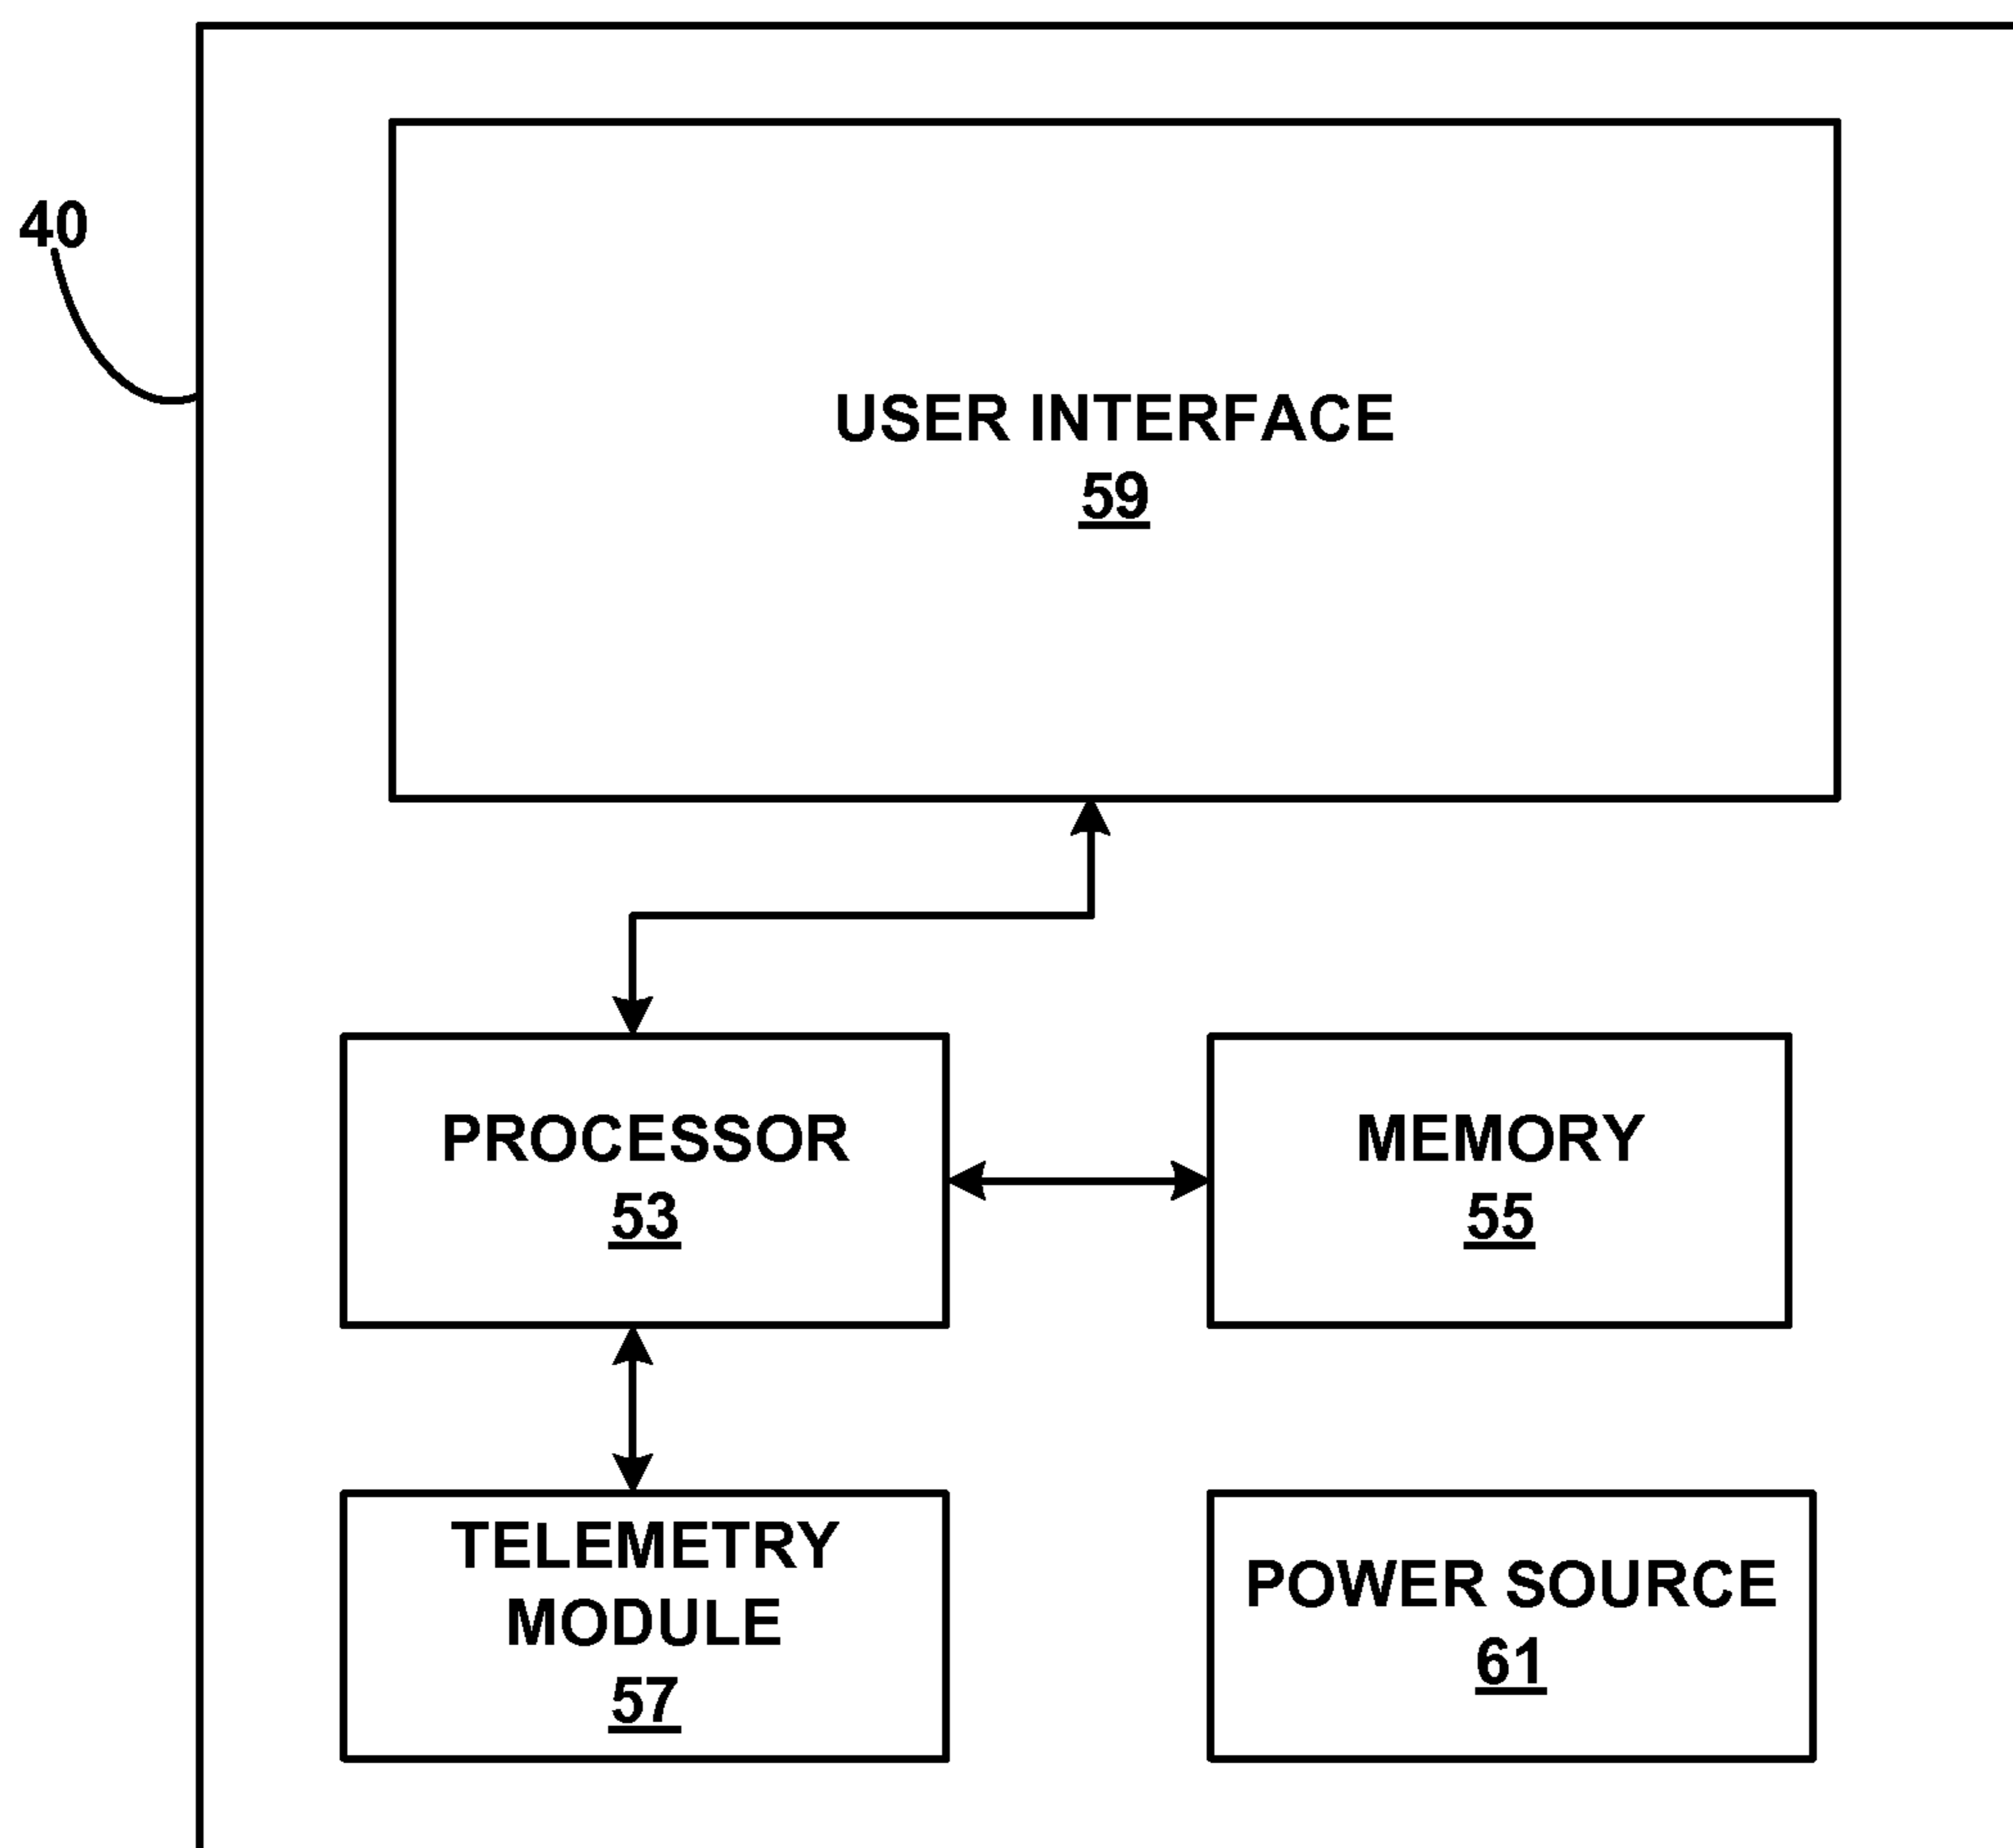 40
USER INTERFACE
59
PROCESSOR
53
MEMORY
55
TELEMETRY
MODULE
57
POWER SOURCE
61